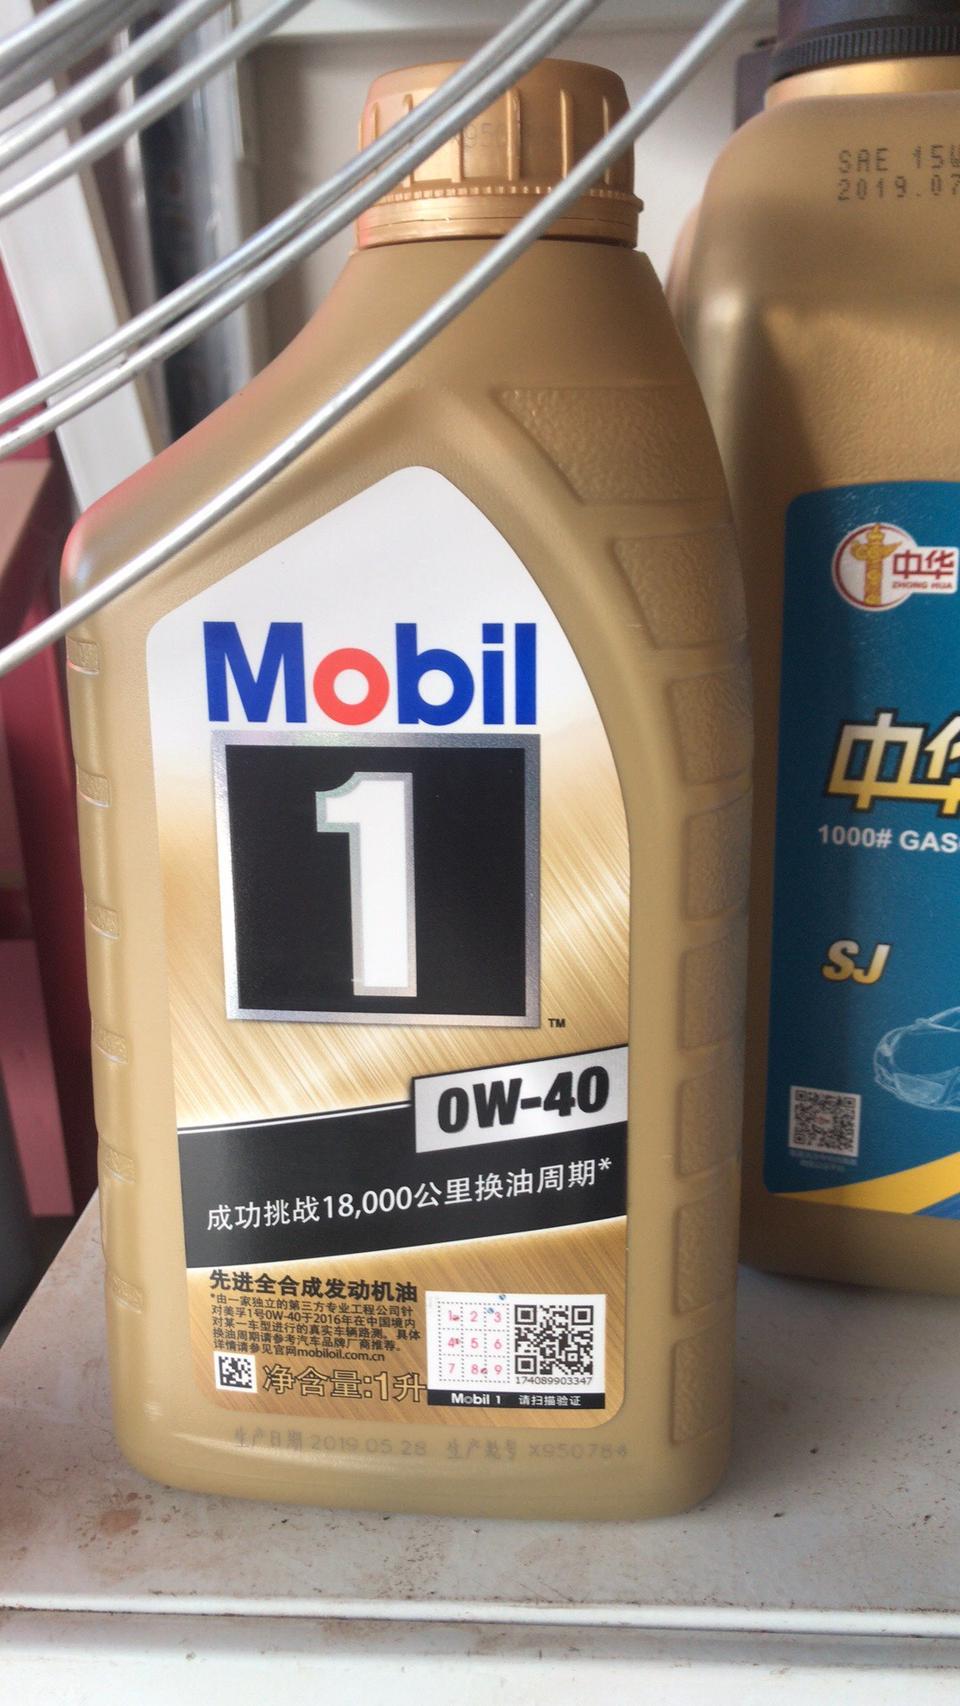 SAE 15W
2019.07
Mobil
1
TM
0W-40
成功挑战18,000公里换油周期*
先进全合成发动机油
*由一家独立的第三方专业工程公司针
对美孚1号0W-40于2016年在中国境内
对某一车型进行的真实车辆路测。具体
换油周期请参考汽车品牌厂商推荐。
详情请参见官网mobiloil.com.cn
净含量:1升
1 2 3
4 5 6
7 8 9
174089903347
Mobil 1 请扫描验证
生产日期 2019.05.28 生产批号 X950784
中华
ZHONG HUA
中华
1000# GAS
SJ